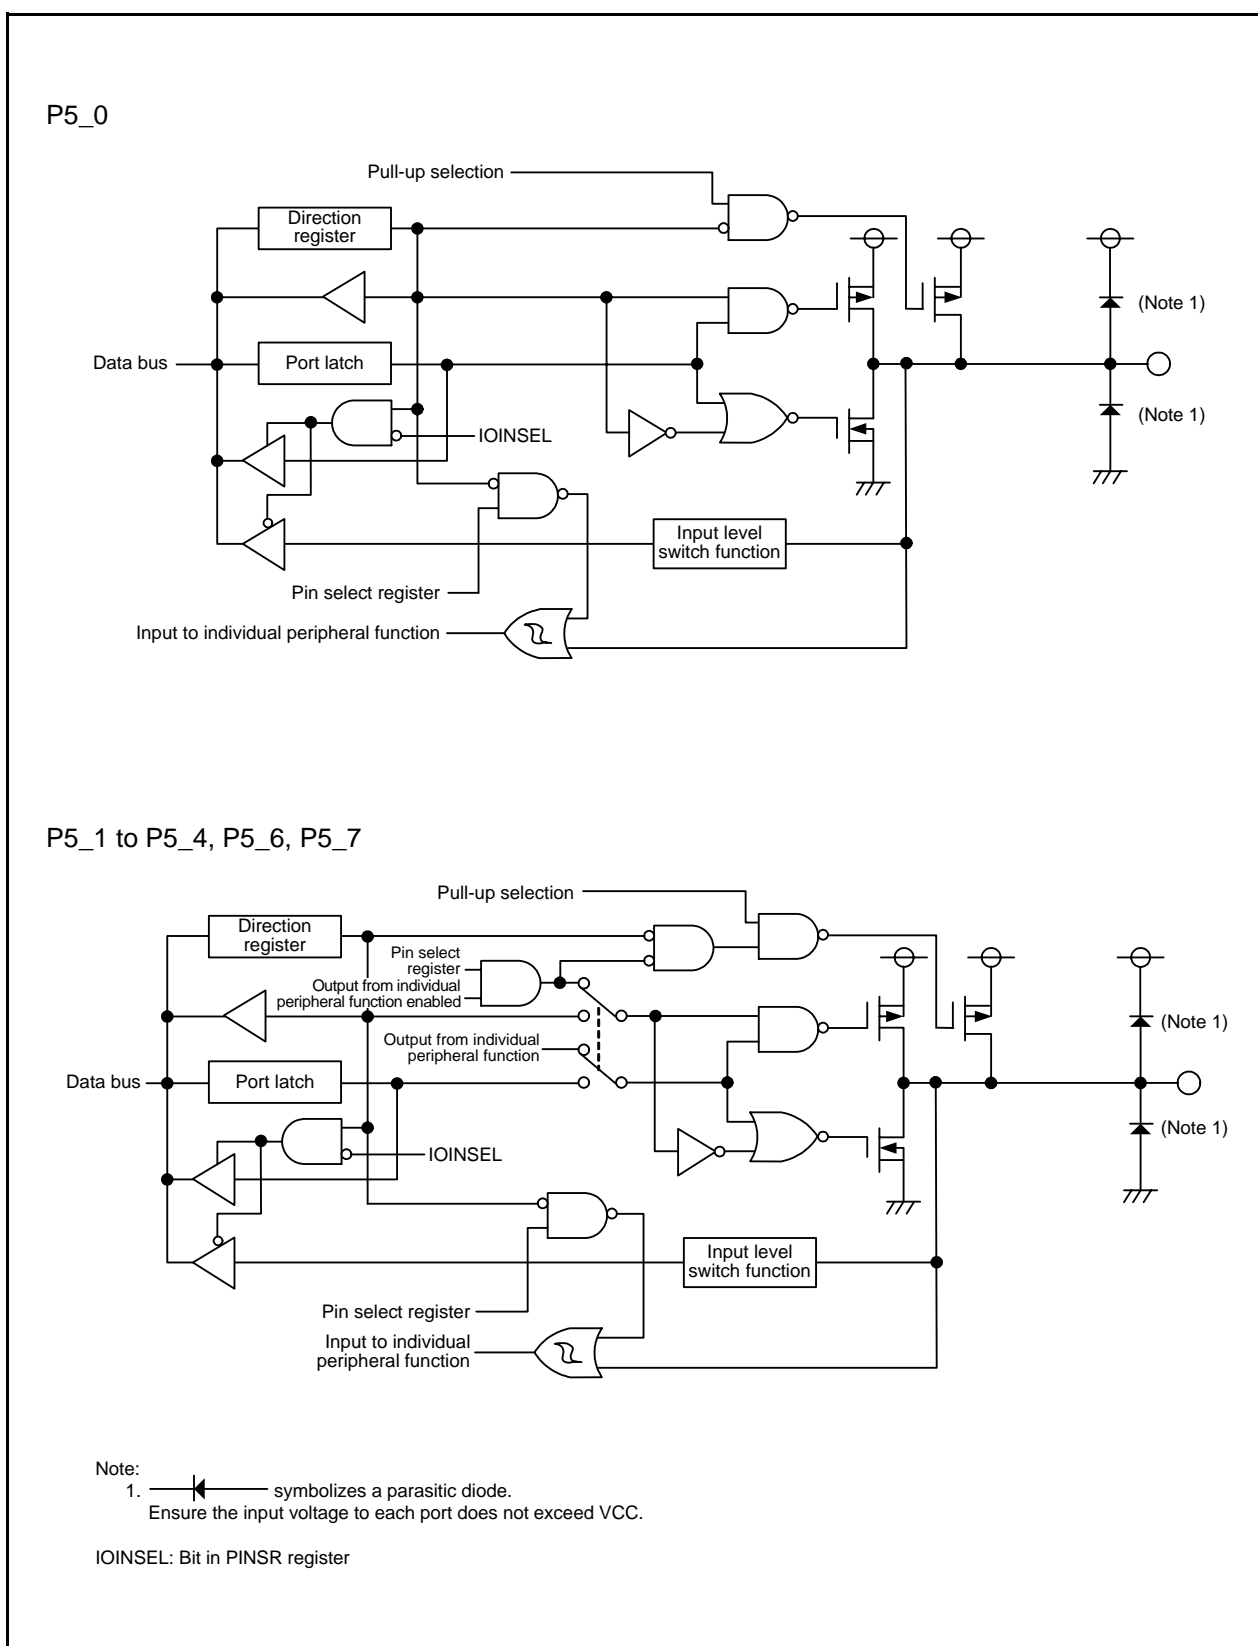 P5_0
Pull-up selection
Direction
register
(Note 1)
Data bus
Port latch
(Note 1)
IOINSEL
Input level
switch function
Pin select register
Input to individual peripheral function
P5_1 to P5_4, P5_6, P5_7
Pull-up selection
Direction
register
Pin select
register
Output from individual
peripheral function enabled
(Note 1)
Output from individual
peripheral function
Data bus
Port latch
(Note 1)
IOINSEL
Input level
switch function
Pin select register
Input to individual
peripheral function
Note:
1. symbolizes a parasitic diode.
Ensure the input voltage to each port does not exceed VCC.
IOINSEL: Bit in PINSR register